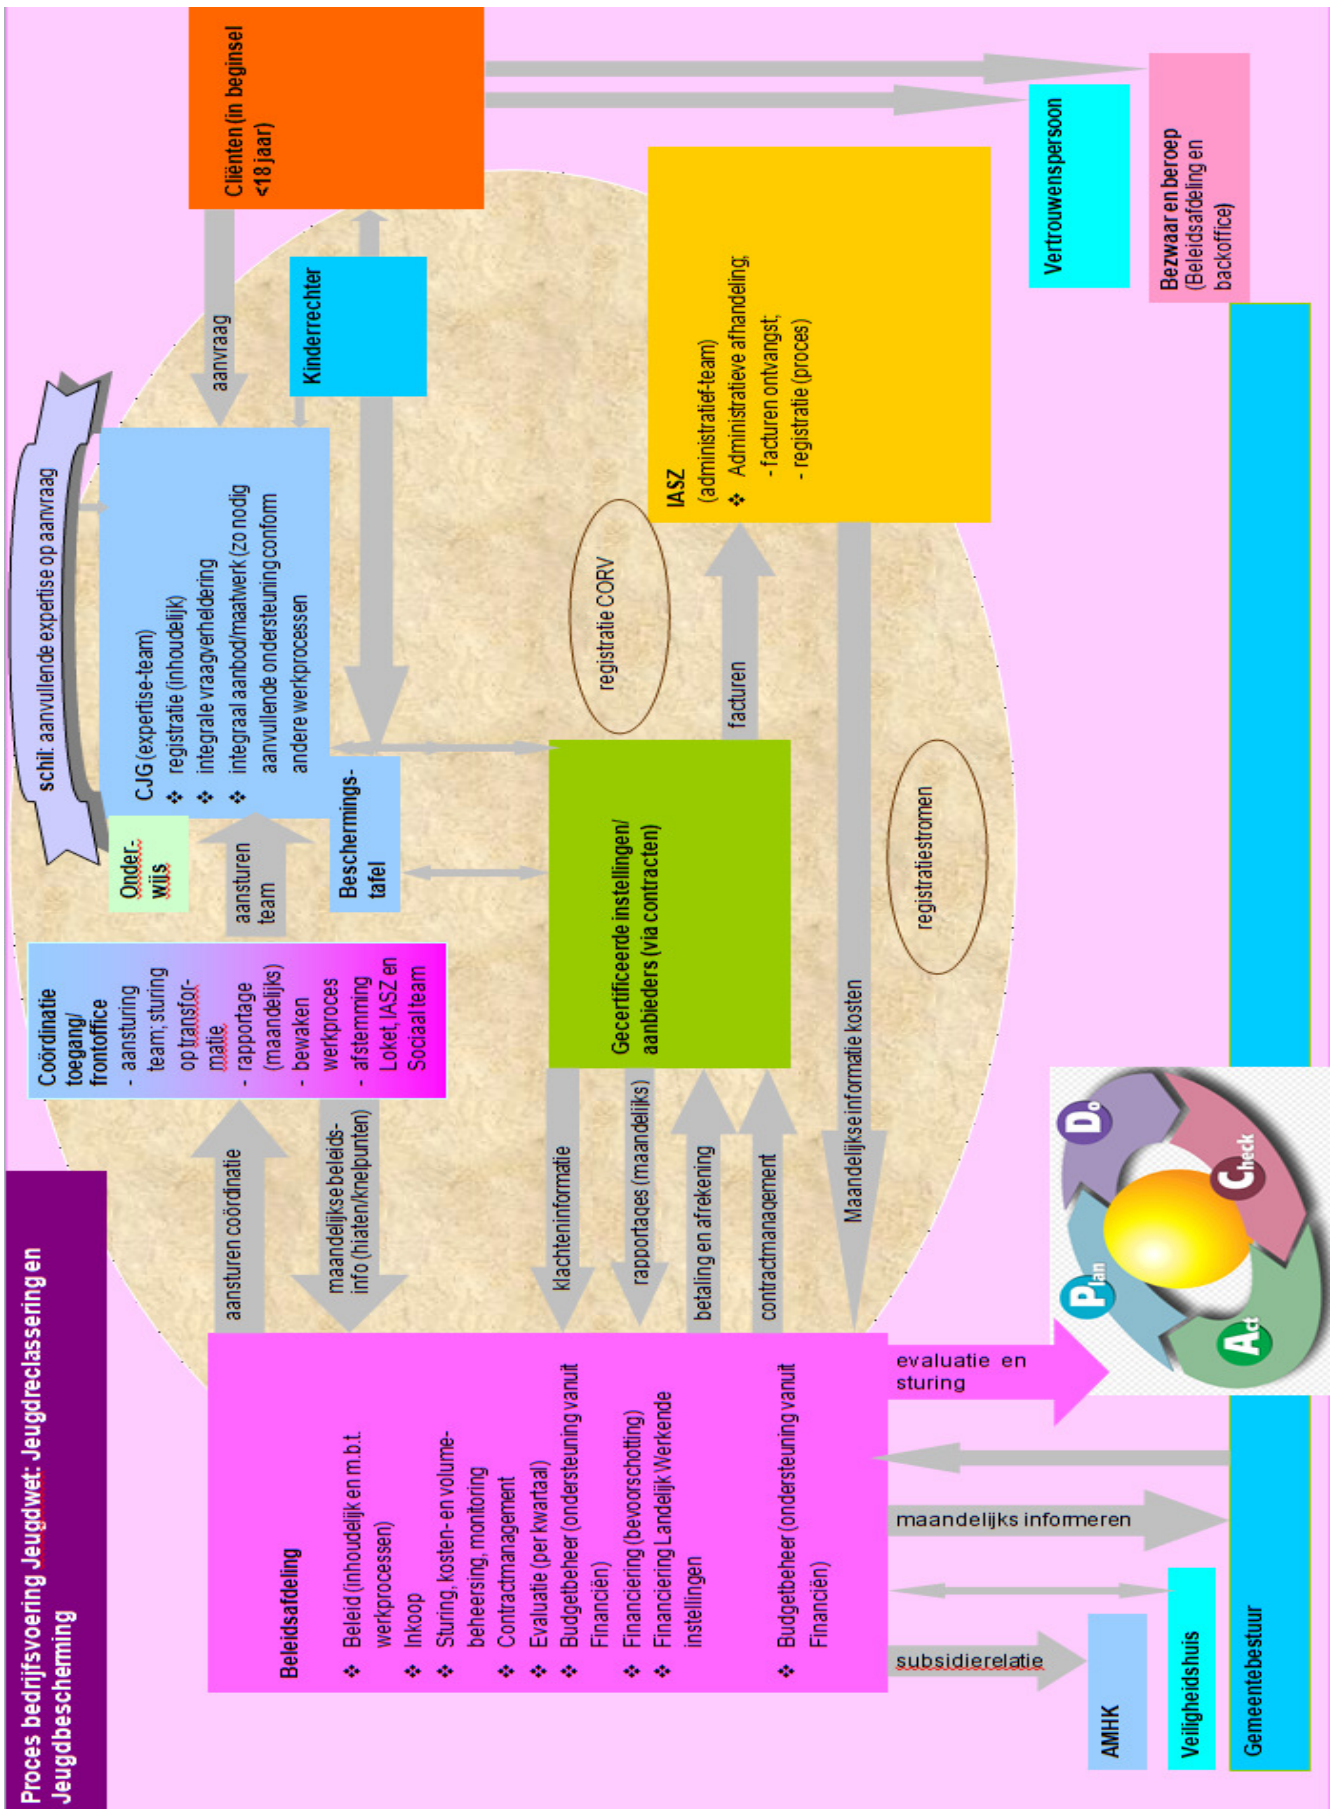 Proces bedrijfsvoering Jeugdwet: Jeugdreclassering en
Jeugdbescherming
schil: aanvullende expertise op aanvraag
Coördinatie
toegang/
frontoffice
- aansturing
team; sturing
op transfor-
matie
- rapportage
(maandelijks)
- bewaken
werkproces
- afstemming
Loket, IASZ en
Sociaal team
Onder-
wijs
aansturen
team
CJG (expertise-team)
❖ registratie (inhoudelijk)
❖ integrale vraagverheldering
❖ integraal aanbod/maatwerk (zo nodig
aanvullende ondersteuning conform
andere werkprocessen
aanvraag
Cliënten (in beginsel
<18 jaar)
Kinderrechter
Beschermings-
tafel
aansturen coördinatie
maandelijkse beleids-
info (hiaten/knelpunten)
Beleidsafdeling
❖ Beleid (inhoudelijk en m.b.t.
werkprocessen)
❖ Inkoop
❖ Sturing, kosten- en volume-
beheersing, monitoring
❖ Contractmanagement
❖ Evaluatie (per kwartaal)
❖ Budgetbeheer (ondersteuning vanuit
Financiën)
❖ Financiering (bevoorschotting)
❖ Financiering Landelijk Werkende
instellingen
❖ Budgetbeheer (ondersteuning vanuit
Financiën)
klachteninformatie
rapportages (maandelijks)
betaling en afrekening
contractmanagement
Gecertificeerde instellingen/
aanbieders (via contracten)
registratie CORV
facturen
IASZ
(administratief-team)
❖ Administratieve afhandeling;
- facturen ontvangst;
- registratie (proces)
Maandelijkse informatie kosten
registratiestromen
subsidierelatie
maandelijks informeren
evaluatie en
sturing
AMHK
Veiligheidshuis
Gemeentebestuur
Plan
Do
Check
Act
Vertrouwenspersoon
Bezwaar en beroep
(Beleidsafdeling en
backoffice)